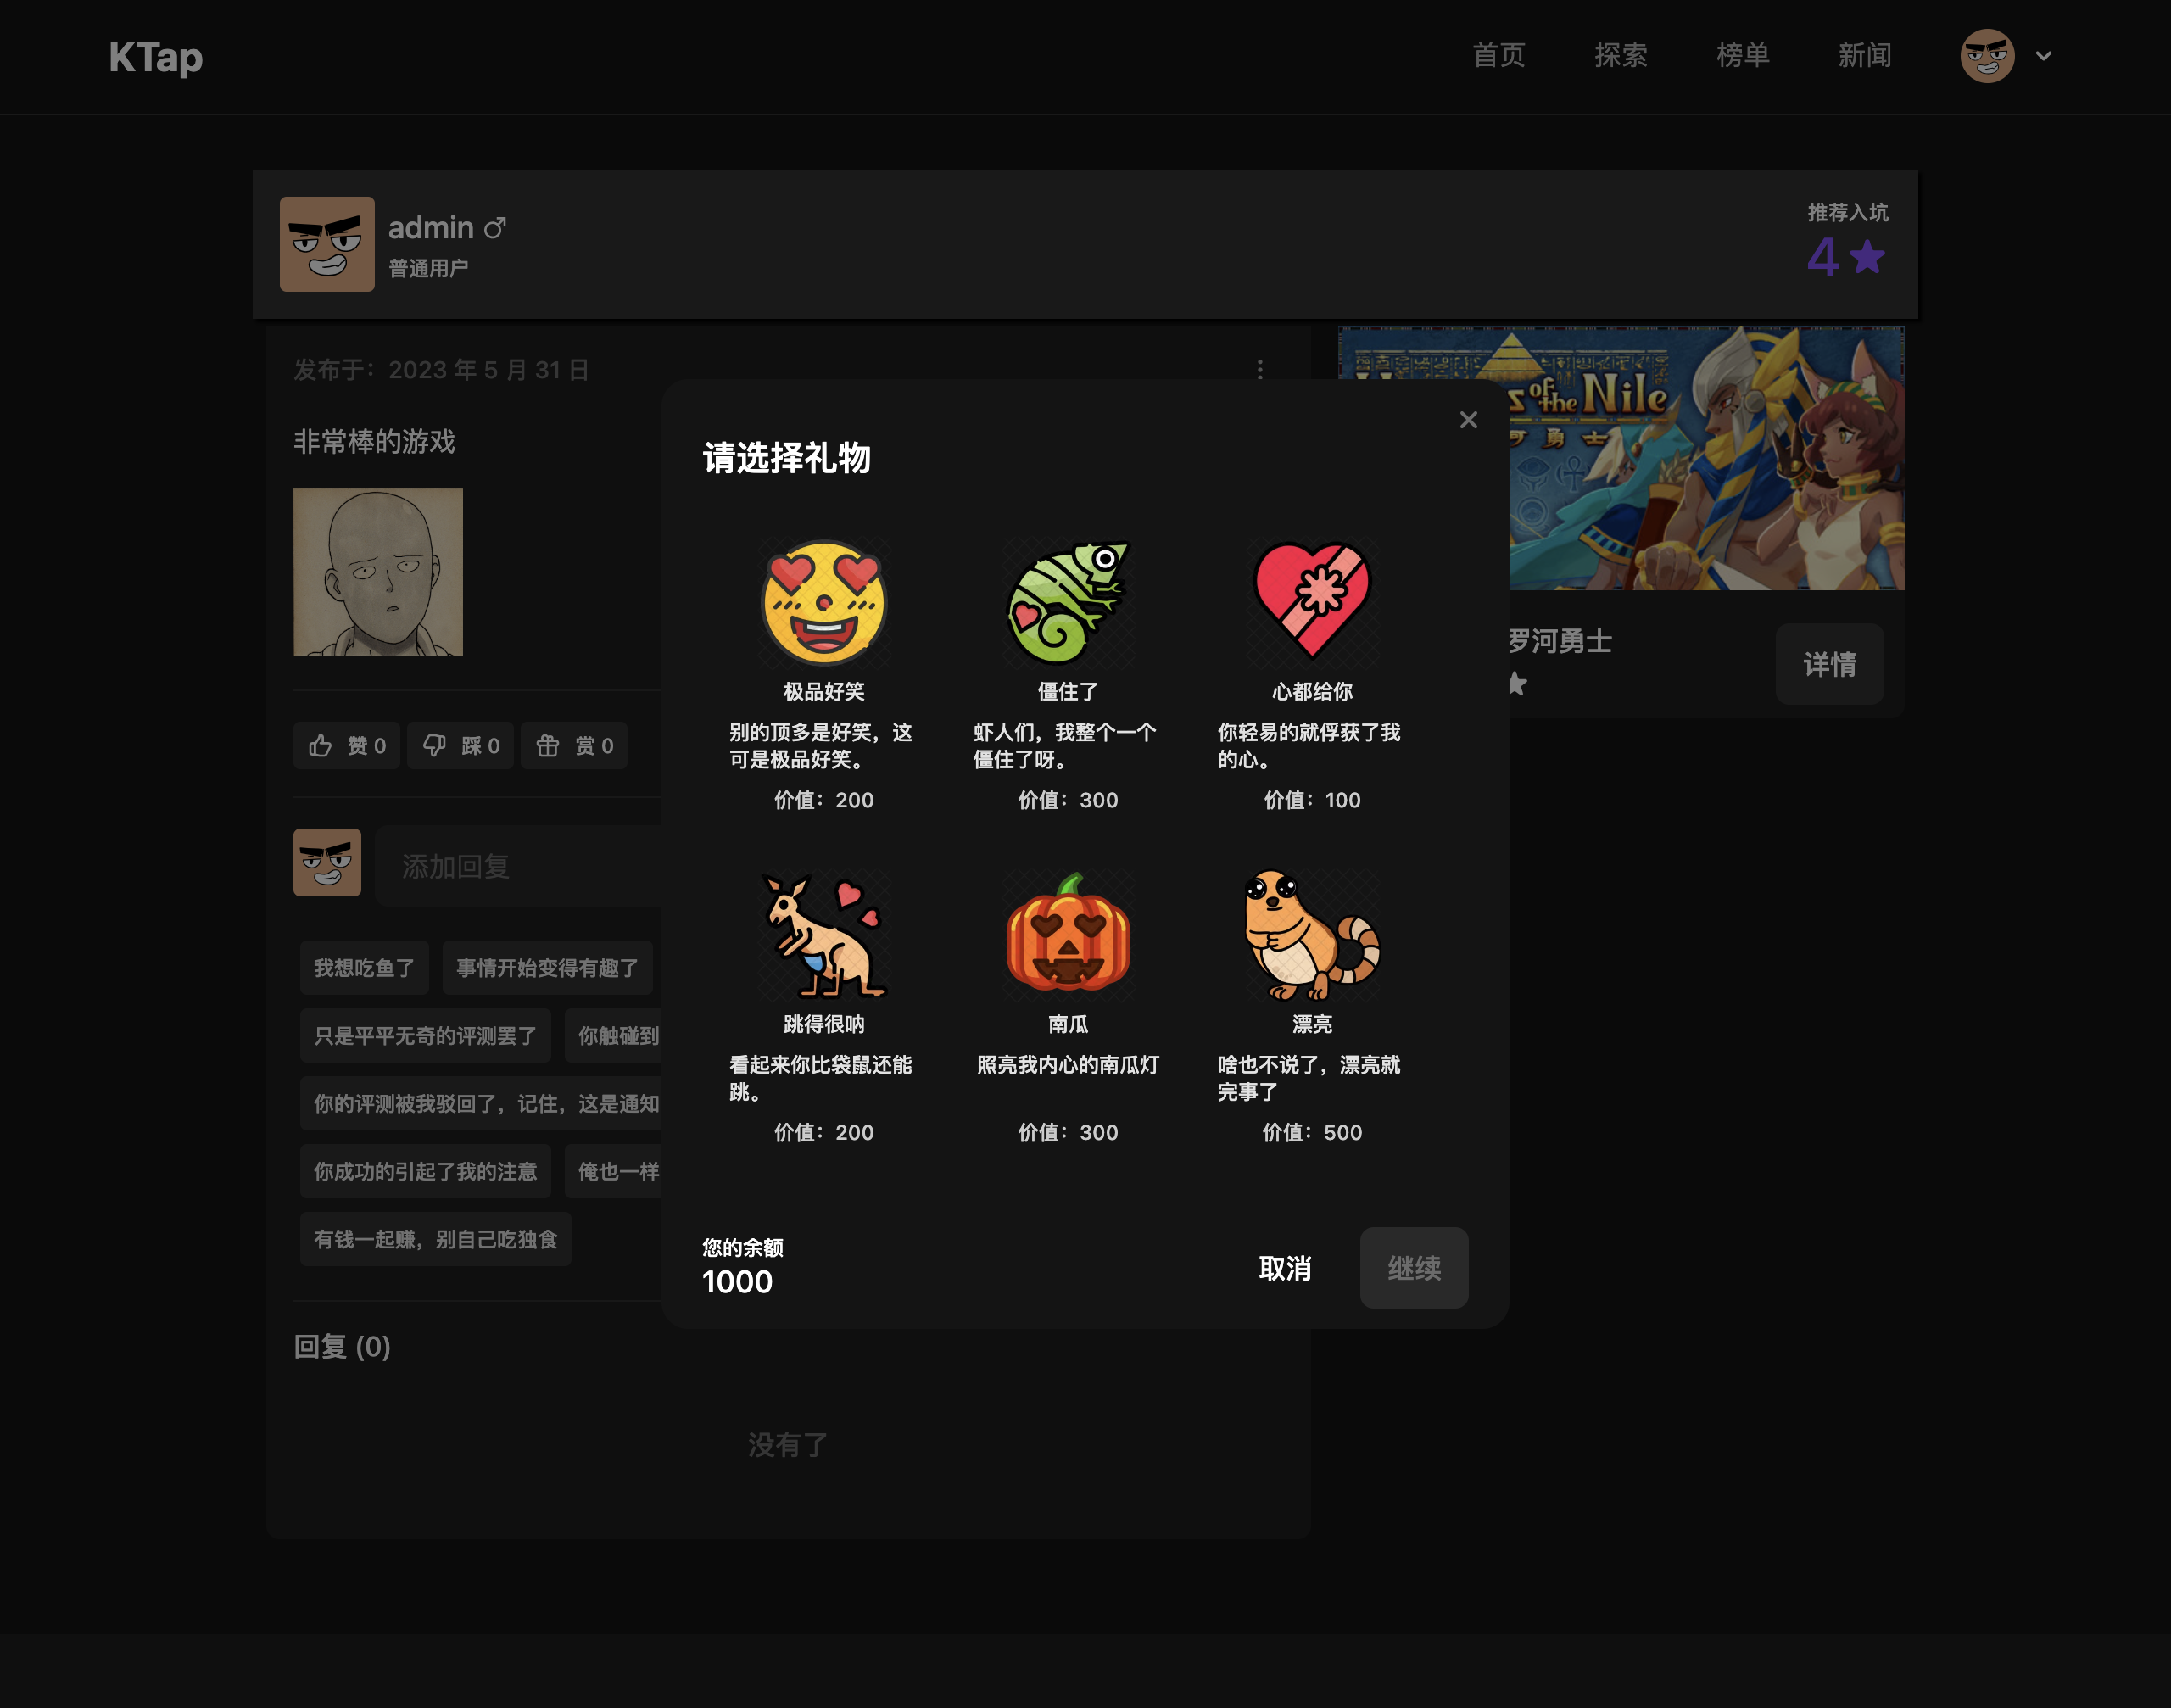 KTap
首页
探索
榜单
新闻
admin
普通用户
推荐入坑
4
发布于：2023 年 5 月 31 日
非常棒的游戏
赞 0
踩 0
赏 0
添加回复
我想吃鱼了
事情开始变得有趣了
只是平平无奇的评测罢了
你触碰到
你的评测被我驳回了，记住，这是通知
你成功的引起了我的注意
俺也一样
有钱一起赚，别自己吃独食
回复 (0)
没有了
请选择礼物
极品好笑
别的顶多是好笑，这
可是极品好笑。
价值：200
僵住了
虾人们，我整个一个
僵住了呀。
价值：300
心都给你
你轻易的就俘获了我
的心。
价值：100
跳得很呐
看起来你比袋鼠还能
跳。
价值：200
南瓜
照亮我内心的南瓜灯
价值：300
漂亮
啥也不说了，漂亮就
完事了
价值：500
您的余额
1000
取消
继续
of the Nile
河勇士
罗河勇士
详情